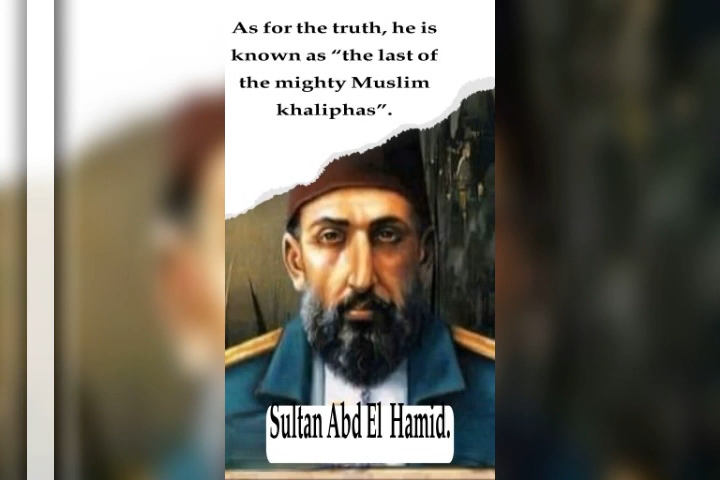 As for the truth, he is
known as “the last of
the mighty Muslim
khaliphas”.
Sultan Abd El Hamid.